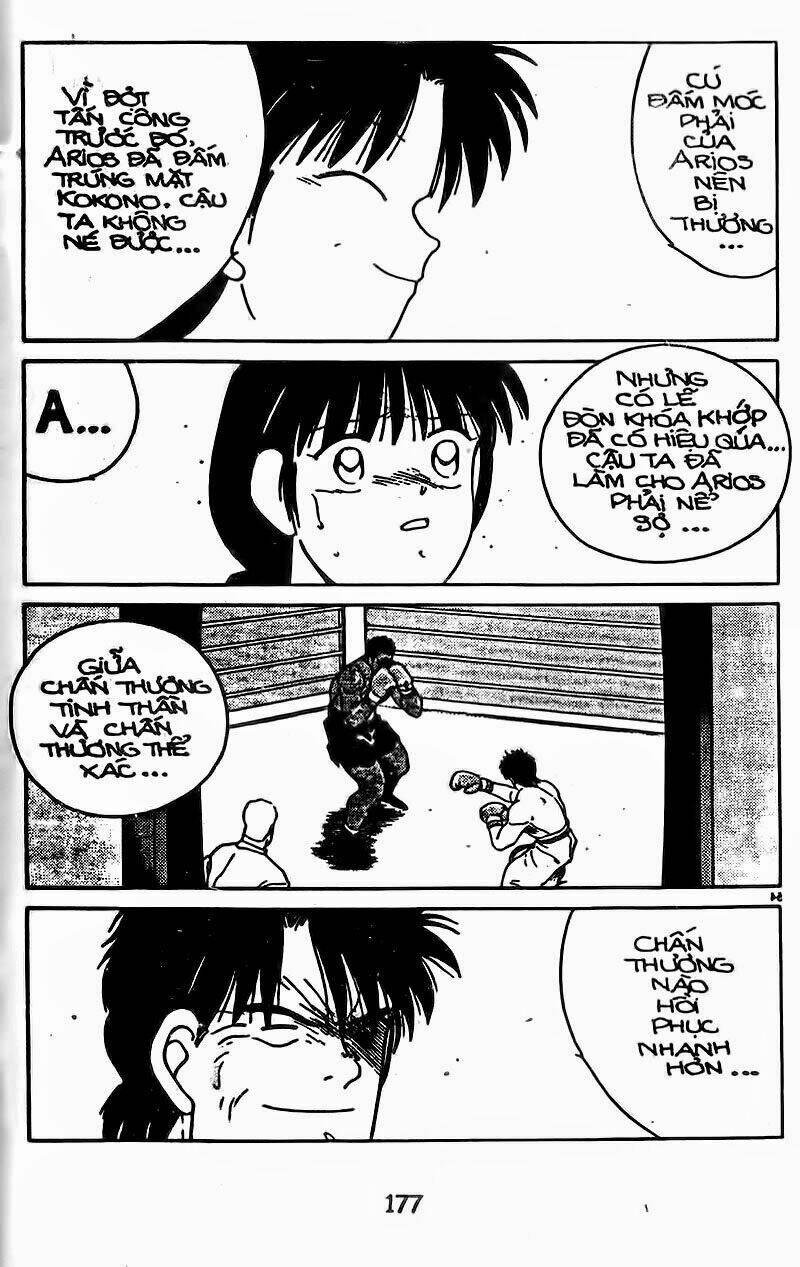 VÌ ĐỢT
TẤN CÔNG
TRƯỚC ĐÓ,
ARIOS ĐÃ ĐẤM
TRÚNG MẶT
KOKONO. CẬU
TA KHÔNG
NÉ ĐƯỢC...
CÚ
ĐẤM MÓC
PHẢI
CỦA
ARIOS
NÊN
BỊ
THƯƠNG
...
A...
NHƯNG
CÓ LẼ
ĐÒN KHÓA KHỚP
ĐÃ CÓ HIỆU QỦA...
CẬU TA ĐÃ
LÀM CHO ARIOS
PHẢI NỂ
SỢ ...
GIỮA
CHẤN THƯƠNG
TINH THẦN
VÀ CHẤN
THƯƠNG THỂ
XÁC ...
CHẤN
THƯƠNG
NÀO
HỒI
PHỤC
NHANH
HƠN ...
177